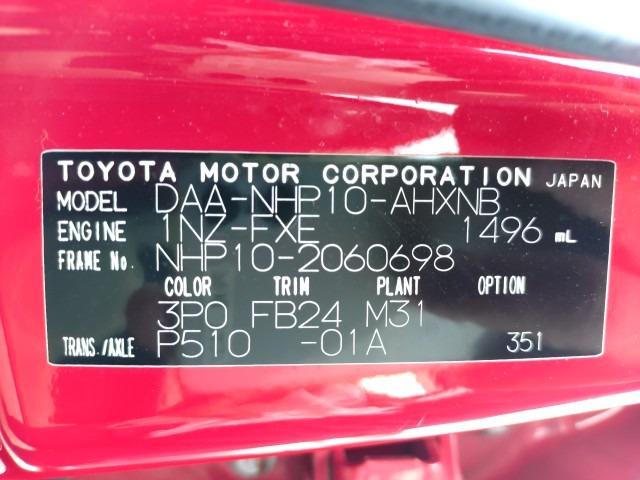 TOYOTA MOTOR CORPORATION JAPAN
MODEL DAA-NHP10-AHXNB
ENGINE 1NZ-FXE 1496 mL
FRAME No. NHP10-2060698
COLOR TRIM PLANT OPTION
3P0 FB24 M31
TRANS./AXLE P510 -01A 351